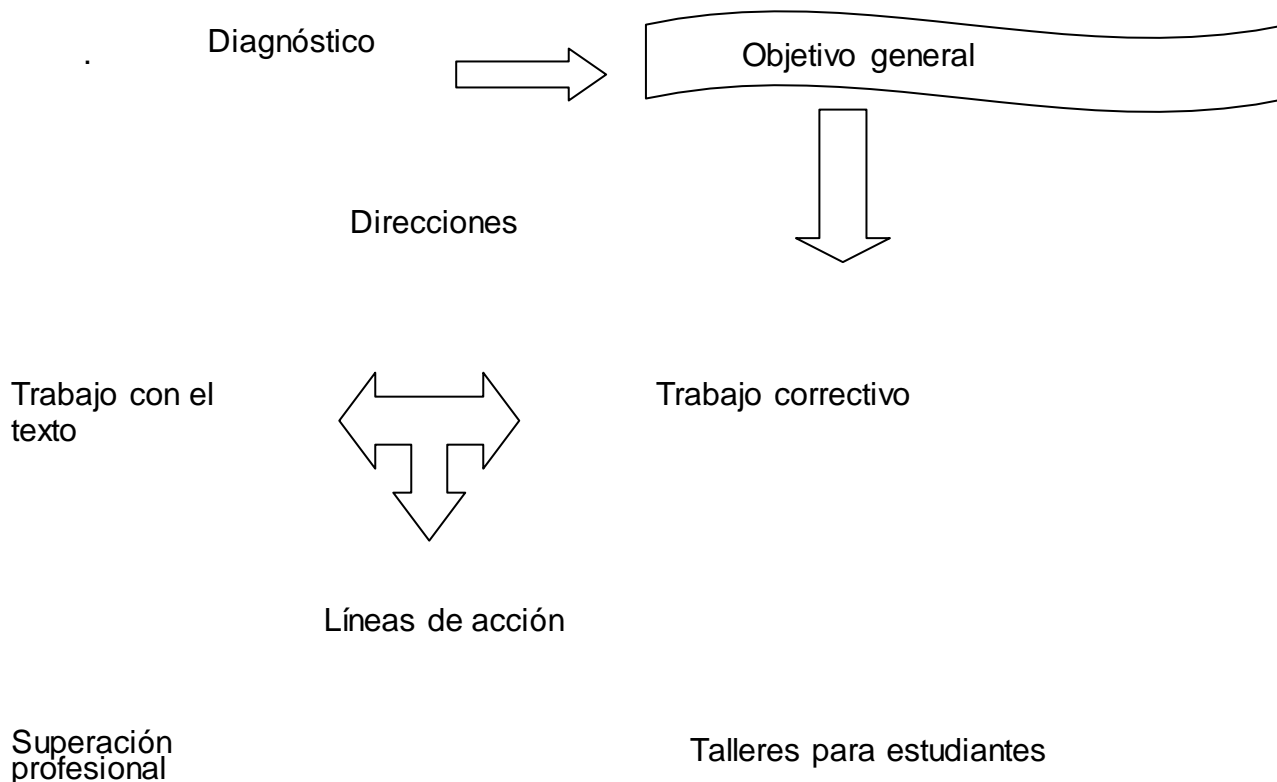 Diagnóstico
.
Objetivo general
Direcciones
Trabajo con el
texto
Trabajo correctivo
Líneas de acción
Superación
profesional
Talleres para estudiantes